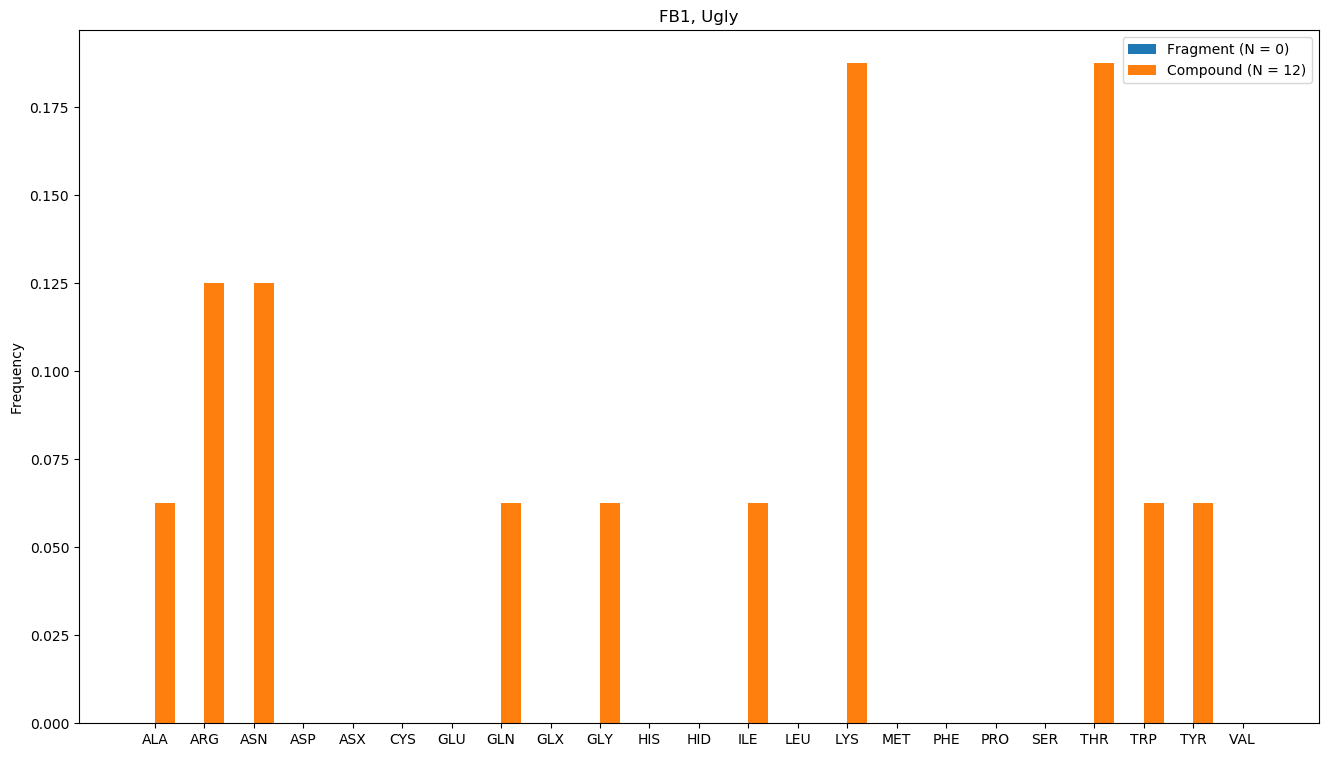 FB1, Ugly
Fragment (N = 0)
Compound (N = 12)
Frequency
0.175
0.150
0.125
0.100
0.075
0.050
0.025
0.000
ALA ARG ASN ASP ASX CYS GLU GLN GLX GLY HIS HID ILE LEU LYS MET PHE PRO SER THR TRP TYR VAL